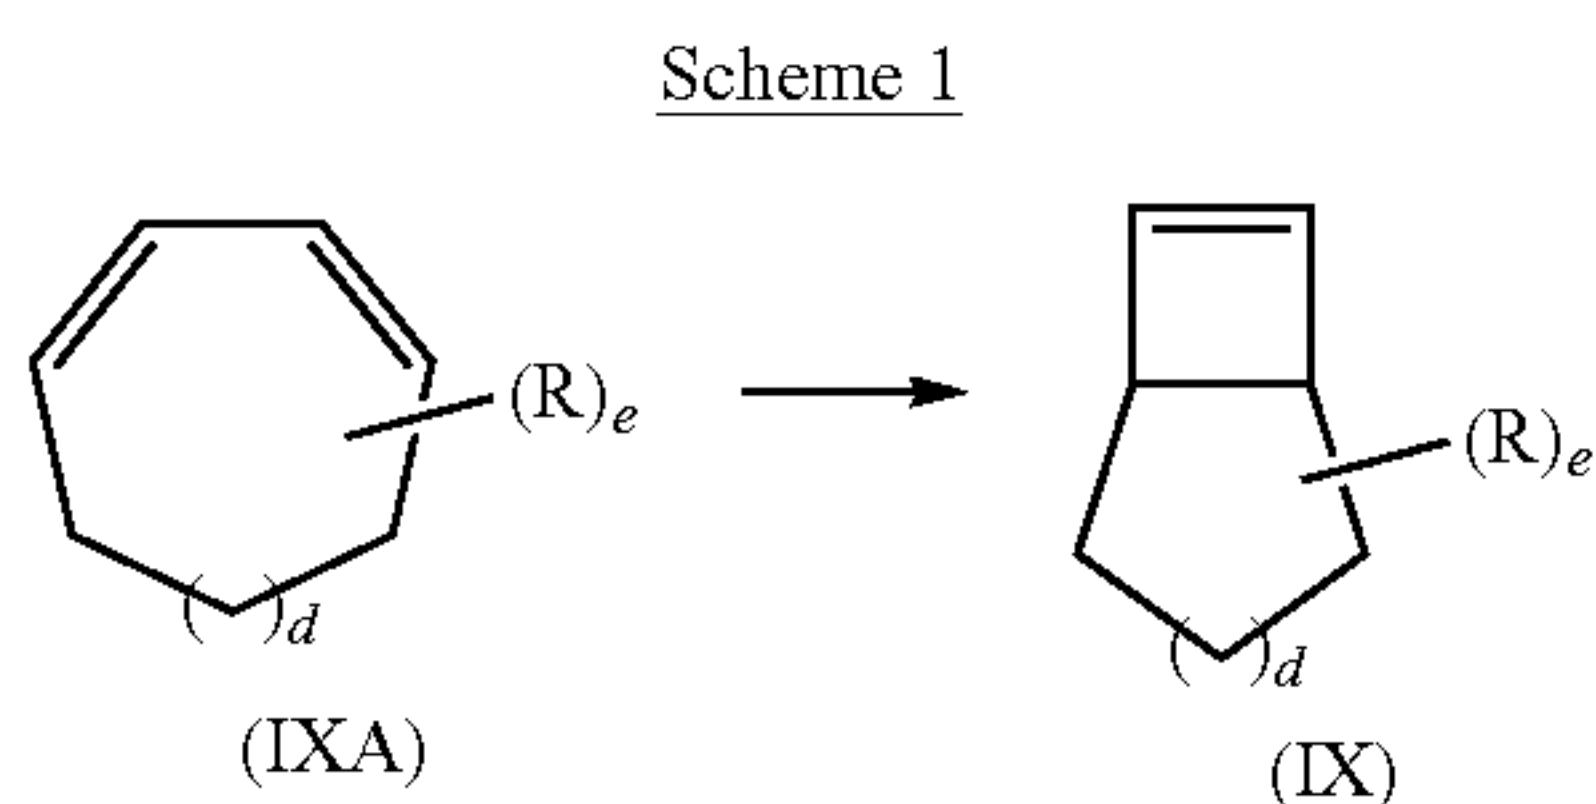 Scheme 1
(R)e
(R)e
( )d
( )d
(IXA)
(IX)